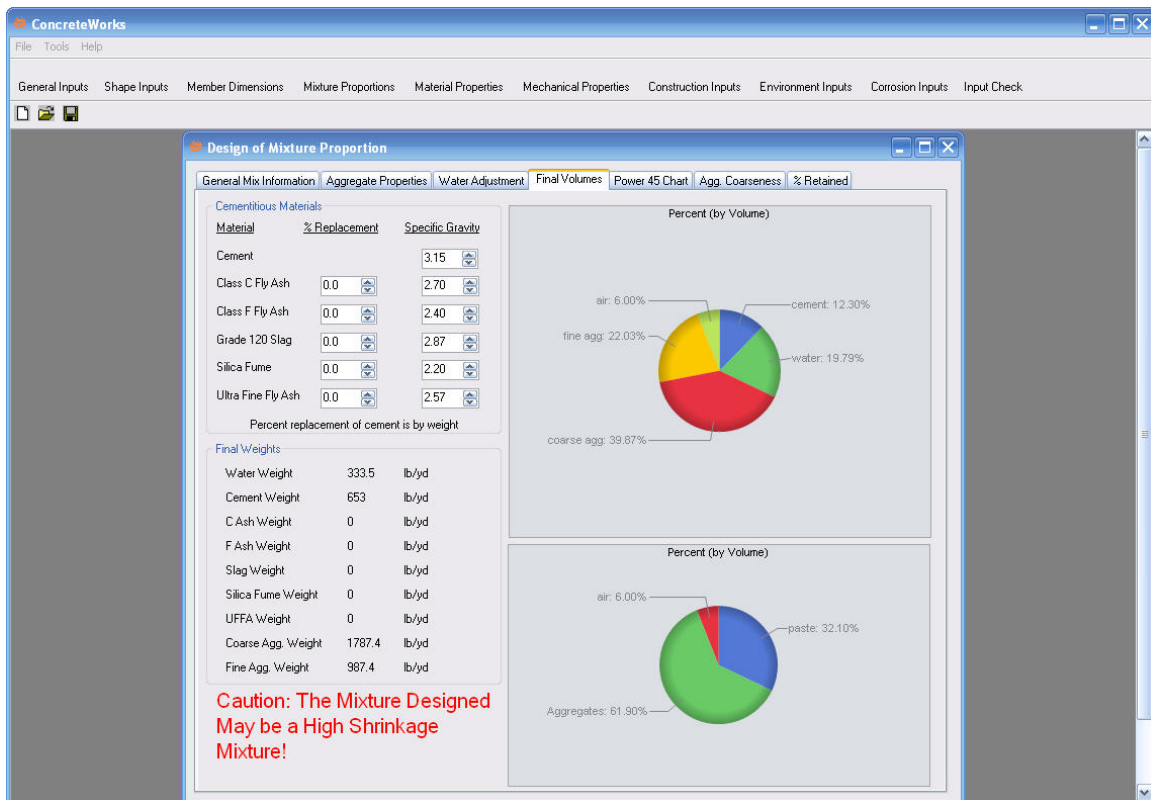 ConcreteWorks
File Tools Help
General Inputs Shape Inputs Member Dimensions Mixture Proportions Material Properties Mechanical Properties Construction Inputs Environment Inputs Corrosion Inputs Input Check
Design of Mixture Proportion
General Mix Information Aggregate Properties Water Adjustment Final Volumes Power 45 Chart Agg. Coarseness % Retained
Cementitious Materials
Material % Replacement Specific Gravity
Cement 3.15
Class C Fly Ash 0.0 2.70
Class F Fly Ash 0.0 2.40
Grade 120 Slag 0.0 2.87
Silica Fume 0.0 2.20
Ultra Fine Fly Ash 0.0 2.57
Percent replacement of cement is by weight
Final Weights
Water Weight 333.5 lb/yd
Cement Weight 653 lb/yd
C Ash Weight 0 lb/yd
F Ash Weight 0 lb/yd
Slag Weight 0 lb/yd
Silica Fume Weight 0 lb/yd
UFFA Weight 0 lb/yd
Coarse Agg. Weight 1787.4 lb/yd
Fine Agg. Weight 987.4 lb/yd
Caution: The Mixture Designed
May be a High Shrinkage
Mixture!
Percent (by Volume)
air: 6.00%
cement: 12.30%
fine agg: 22.03%
water: 19.79%
coarse agg: 39.87%
Percent (by Volume)
air: 6.00%
paste: 32.10%
Aggregates: 61.90%